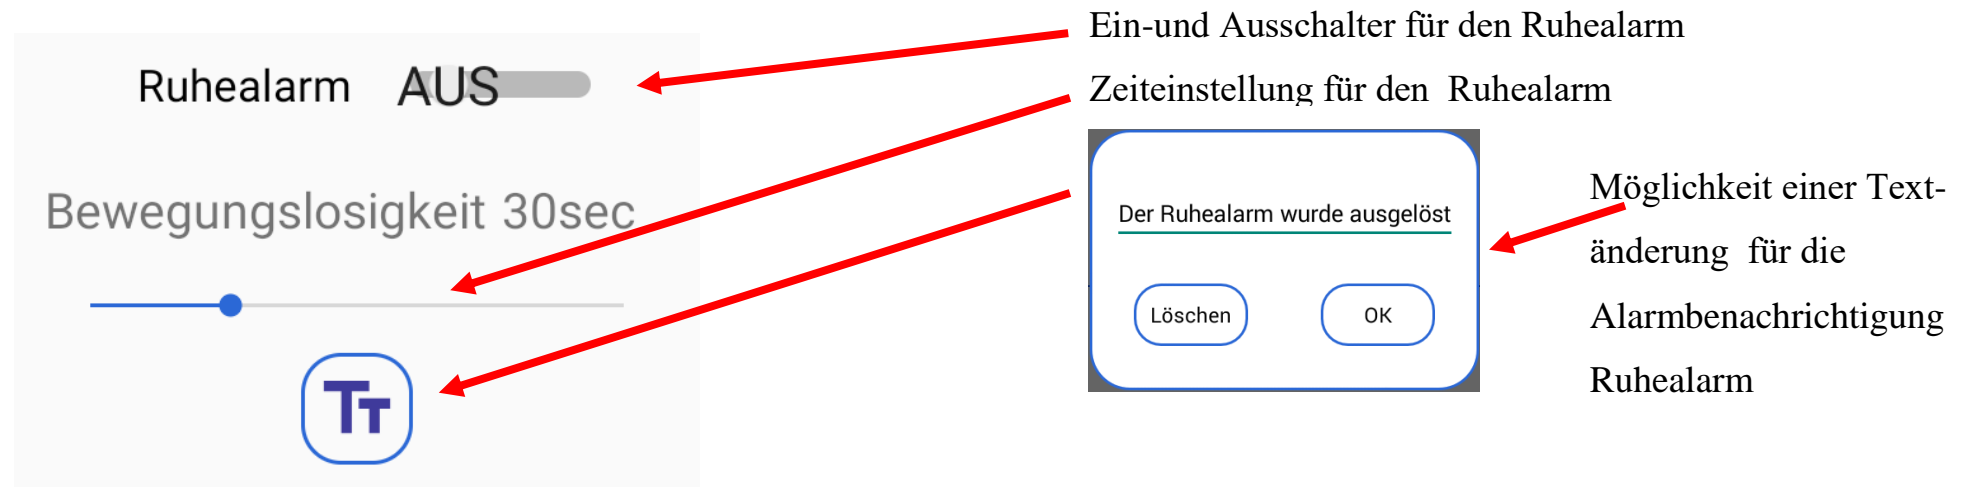 Ein-und Ausschalter für den Ruhealarm
Ruhealarm AUS
Zeiteinstellung für den Ruhealarm
Bewegungslosigkeit 30sec
Der Ruhealarm wurde ausgelöst
Löschen OK
Möglichkeit einer Text-
änderung für die
Alarmbenachrichtigung
Ruhealarm
TT